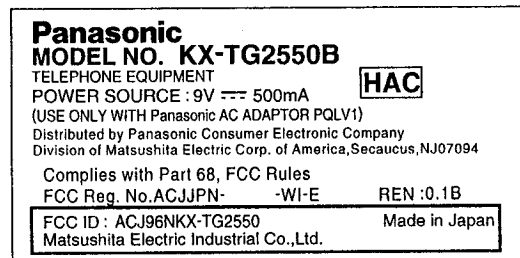 Panasonic
MODEL NO. KX-TG2550B
TELEPHONE EQUIPMENT
POWER SOURCE : 9V ⎓ 500mA
HAC
(USE ONLY WITH Panasonic AC ADAPTOR PQLV1)
Distributed by Panasonic Consumer Electronic Company
Division of Matsushita Electric Corp. of America,Secaucus,NJ07094
Complies with Part 68, FCC Rules
FCC Reg. No.ACJJPN- -WI-E REN :0.1B
FCC ID : ACJ96NKX-TG2550 Made in Japan
Matsushita Electric Industrial Co.,Ltd.